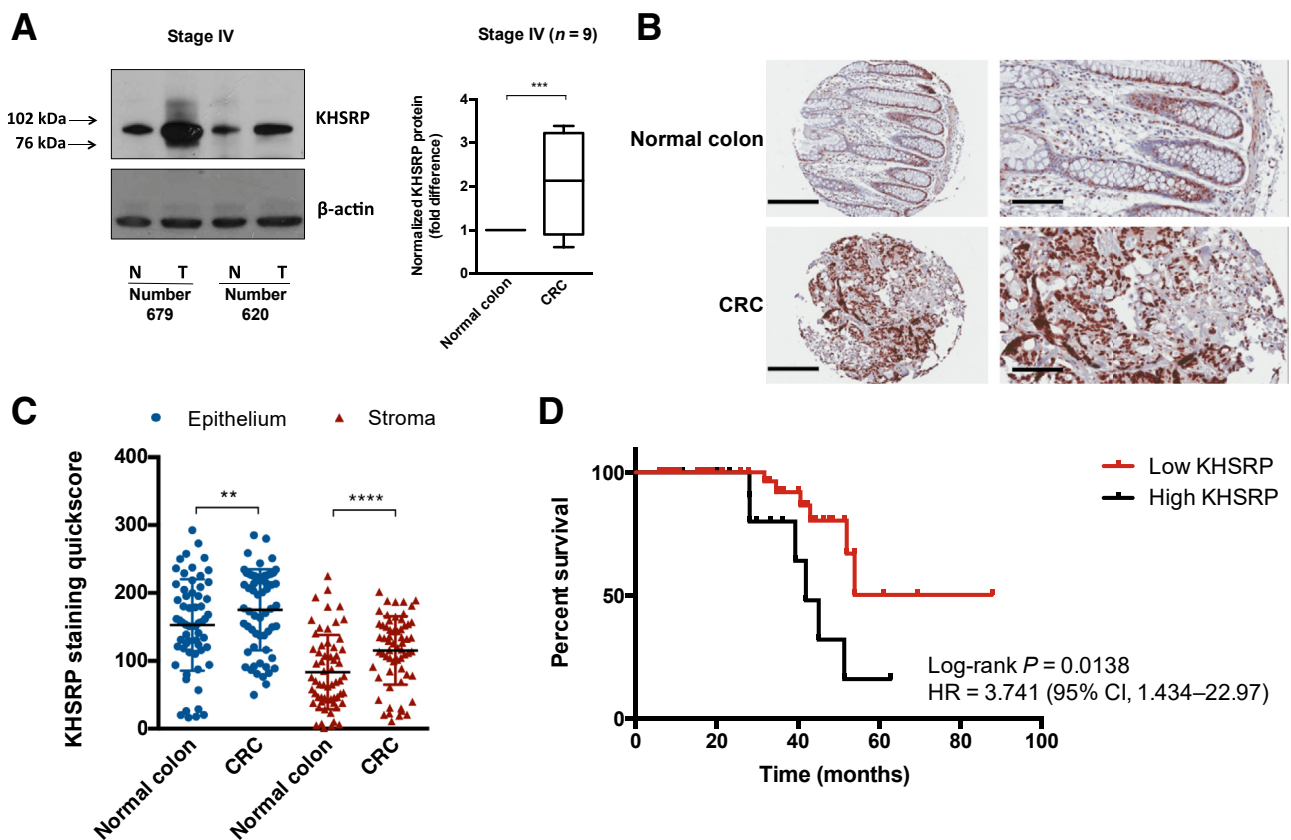 A
Stage IV
102 kDa
76 kDa
KHSRP
β-actin
N T N T
Number Number
679 620
Stage IV (n = 9)
Normalized KHSRP protein
(fold difference)
4
3
2
1
0
***
Normal colon
CRC
B
Normal colon
CRC
C
Epithelium
Stroma
KHSRP staining quickscore
400
300
200
100
0
**
****
Normal colon
CRC
Normal colon
CRC
D
Percent survival
100
50
0
0 20 40 60 80 100
Time (months)
Low KHSRP
High KHSRP
Log-rank P = 0.0138
HR = 3.741 (95% CI, 1.434–22.97)